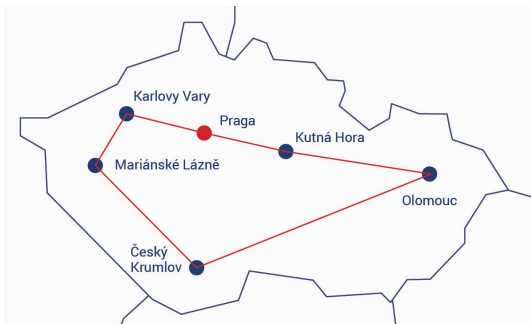 Karlovy Vary
Praga
Kutná Hora
Mariánské Lázně
Olomouc
Český
Krumlov